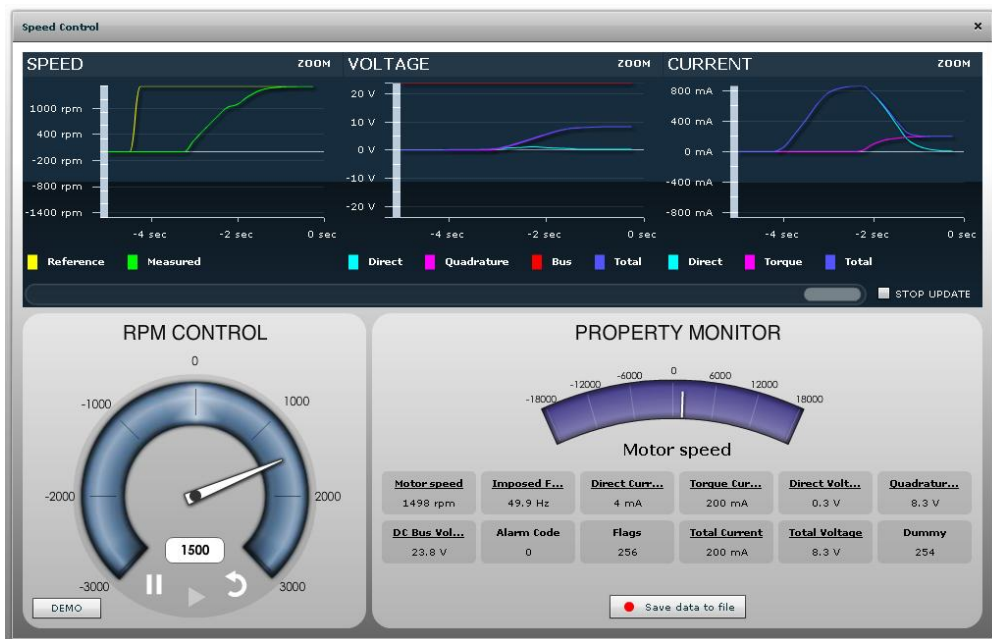 Speed Control x
SPEED ZOOM VOLTAGE ZOOM CURRENT ZOOM
1000 rpm
400 rpm
-200 rpm
-800 rpm
-1400 rpm
-4 sec -2 sec 0 sec
20 V
10 V
0 V
-10 V
-20 V
-4 sec -2 sec 0 sec
800 mA
400 mA
0 mA
-400 mA
-800 mA
-4 sec -2 sec 0 sec
Reference Measured
Direct Quadrature Bus Total
Direct Torque Total
STOP UPDATE
RPM CONTROL
0
-1000 1000
-2000 2000
-3000 3000
1500
DEMO
PROPERTY MONITOR
-18000 -12000 -6000 0 6000 12000 18000
Motor speed
Motor speed Imposed F... Direct Curr... Torque Cur... Direct Volt... Quadratur...
1498 rpm 49.9 Hz 4 mA 200 mA 0.3 V 8.3 V
DC Bus Vol... Alarm Code Flags Total Current Total Voltage Dummy
23.8 V 0 256 200 mA 8.3 V 254
Save data to file